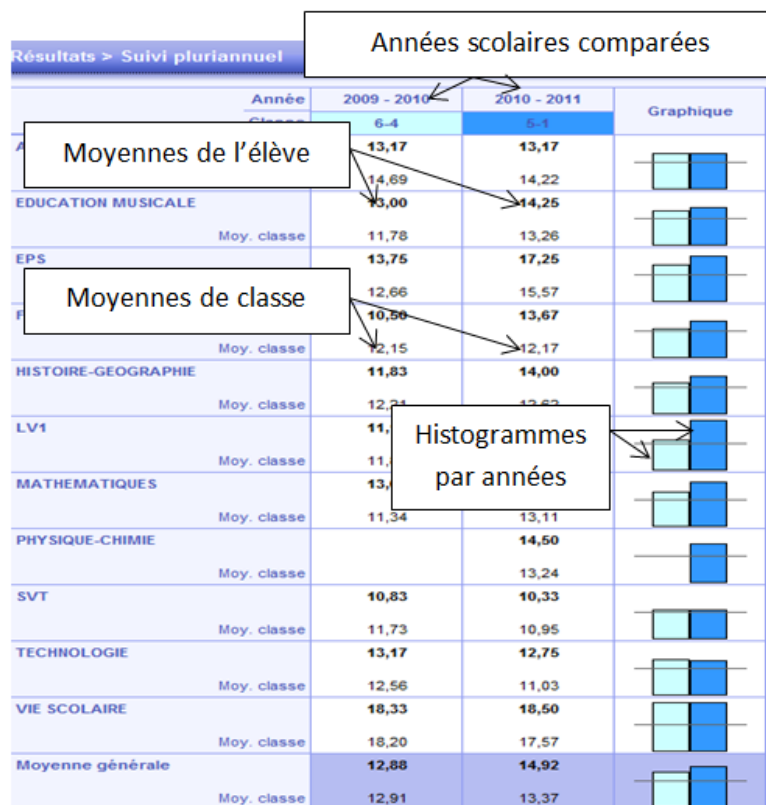 Années scolaires comparées
Résultats > Suivi pluriannuel
Année 2009 - 2010 2010 - 2011 Graphique
6-4 5-1
Moyennes de l'élève
A 13,17 13,17
14,69 14,22
EDUCATION MUSICALE 13,00 14,25
Moy. classe 11,78 13,26
EPS 13,75 17,25
12,66 15,57
Moyennes de classe
F 10,50 13,67
Moy. classe 12,15 12,17
HISTOIRE-GEOGRAPHIE 11,83 14,00
Moy. classe
LV1
Histogrammes
par années
Moy. classe
MATHEMATIQUES
Moy. classe 11,34 13,11
PHYSIQUE-CHIMIE 14,50
Moy. classe 13,24
SVT 10,83 10,33
Moy. classe 11,73 10,95
TECHNOLOGIE 13,17 12,75
Moy. classe 12,56 11,03
VIE SCOLAIRE 18,33 18,50
Moy. classe 18,20 17,57
Moyenne générale 12,88 14,92
Moy. classe 12,91 13,37